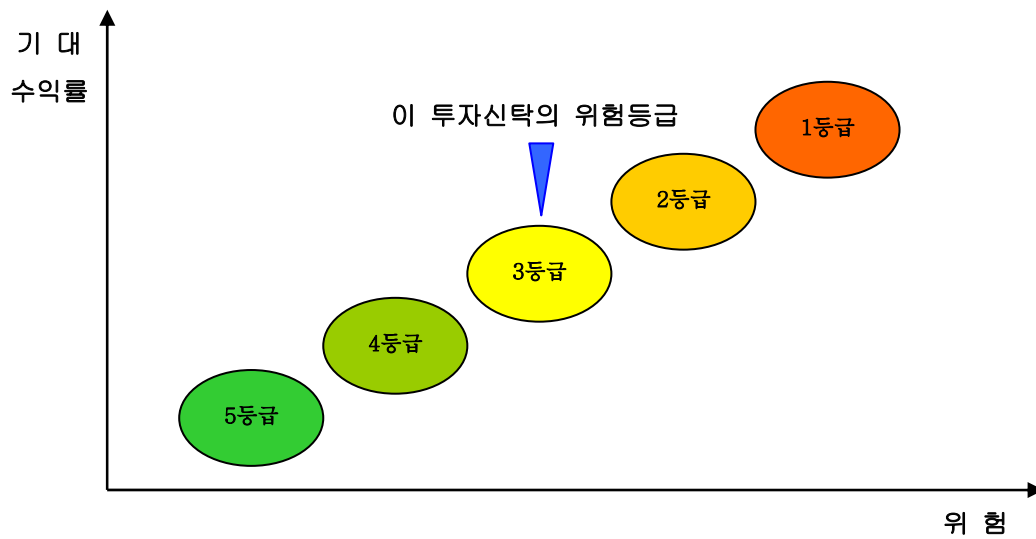 기 대
수익률
이 투자신탁의 위험등급
1등급
2등급
3등급
4등급
5등급
위 험